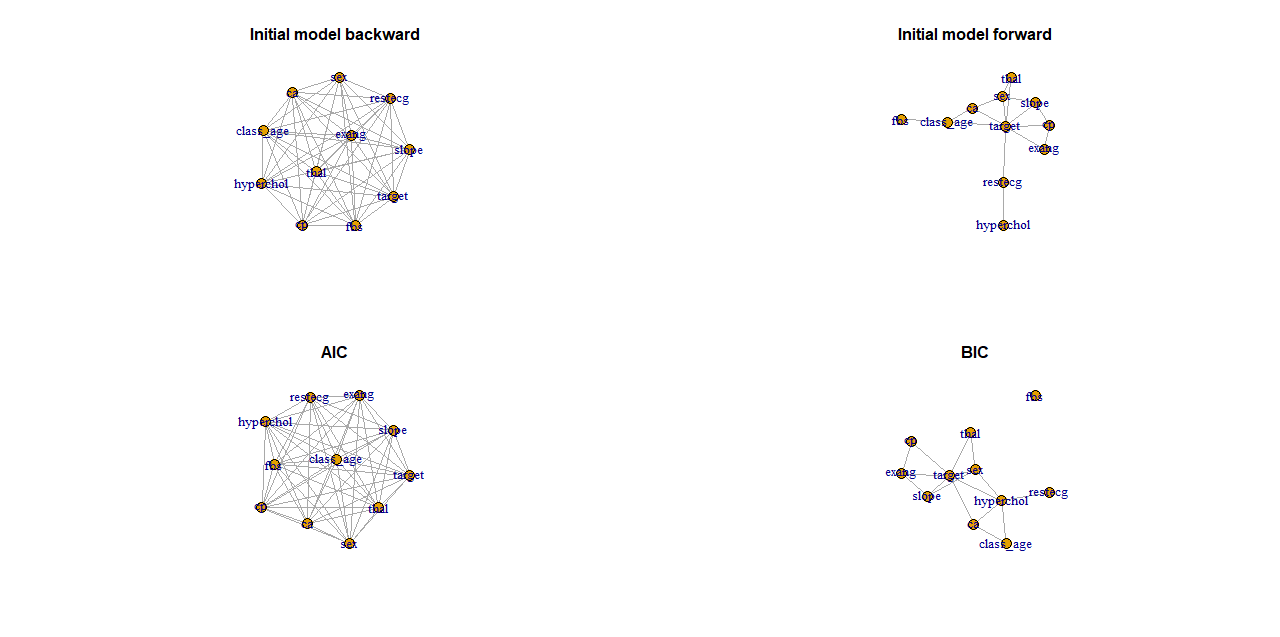 Initial model backward
sex
ca
restecg
class_age
exang
slope
thal
hyperchol
target
cp
fbs
Initial model forward
thal
sex
slope
ca
fbs
class_age
target
cp
exang
restecg
hyperchol
AIC
restecg
exang
hyperchol
slope
class_age
fbs
target
cp
thal
ca
sex
BIC
fbs
cp
thal
exang
target
sex
slope
hyperchol
restecg
ca
class_age